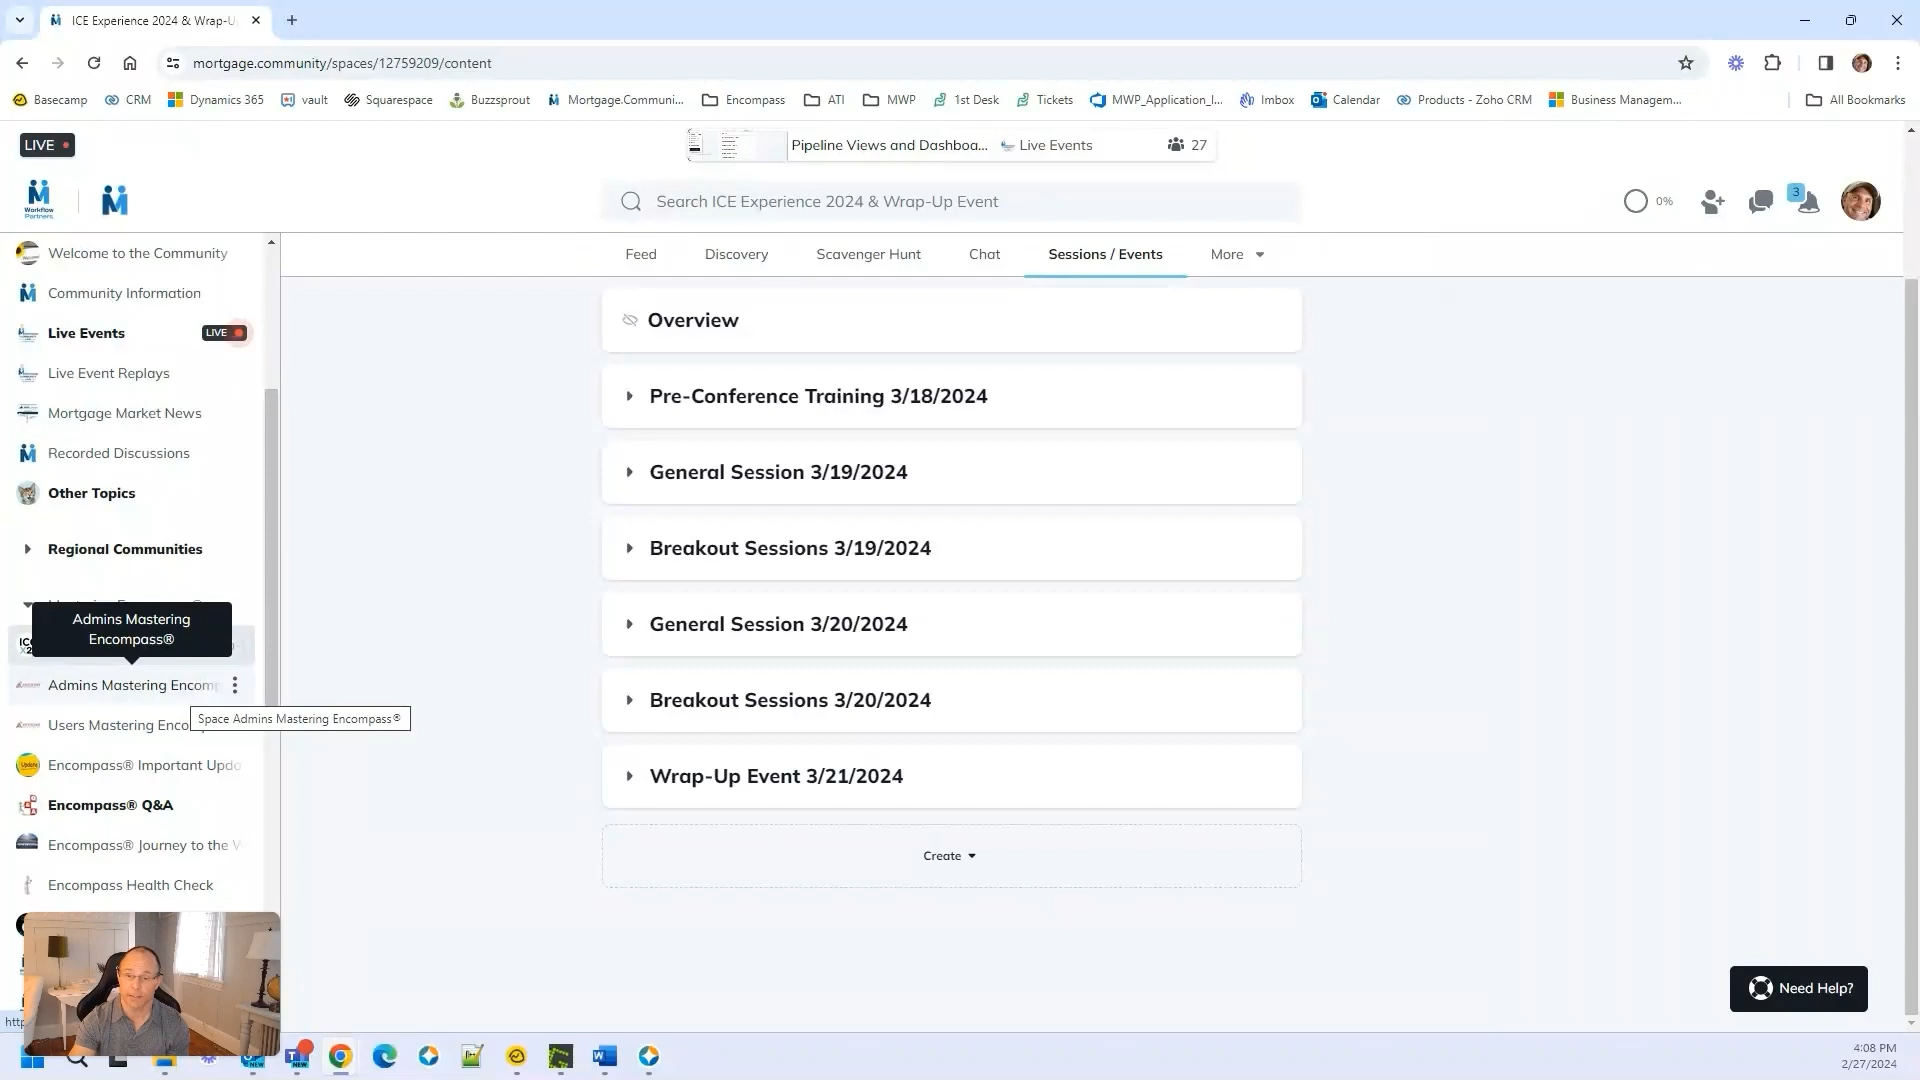 ICE Experience 2024 & Wrap-U
mortgage.community/spaces/12759209/content
Basecamp
CRM
Dynamics 365
vault
Squarespace
Buzzsprout
Mortgage.Communi...
Encompass
ATI
MWP
1st Desk
Tickets
MWP_Application_I...
Imbox
Calendar
Products - Zoho CRM
Business Managem...
All Bookmarks
LIVE
Pipeline Views and Dashboa...
Live Events
27
Workflow
Partners
Search ICE Experience 2024 & Wrap-Up Event
0%
3
Feed
Discovery
Scavenger Hunt
Chat
Sessions / Events
More
Welcome to the Community
Community Information
Live Events
LIVE
Live Event Replays
Mortgage Market News
Recorded Discussions
Other Topics
Regional Communities
Admins Mastering
Encompass®
Admins Mastering Encom
Space Admins Mastering Encompass®
Users Mastering Enco
Encompass® Important Upda
Encompass® Q&A
Encompass® Journey to the W
Encompass Health Check
Overview
Pre-Conference Training 3/18/2024
General Session 3/19/2024
Breakout Sessions 3/19/2024
General Session 3/20/2024
Breakout Sessions 3/20/2024
Wrap-Up Event 3/21/2024
Create
Need Help?
http
NEW
NEW
4:08 PM
2/27/2024